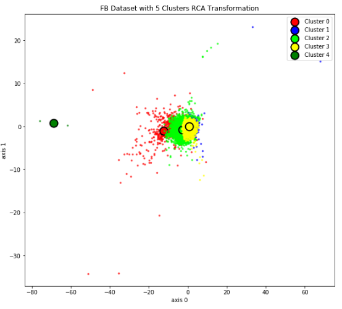 FB Dataset with 5 Clusters RCA Transformation
Cluster 0
Cluster 1
Cluster 2
Cluster 3
Cluster 4
20
10
0
−10
−20
−30
axis 1
−80
−60
−40
−20
0
20
40
60
axis 0